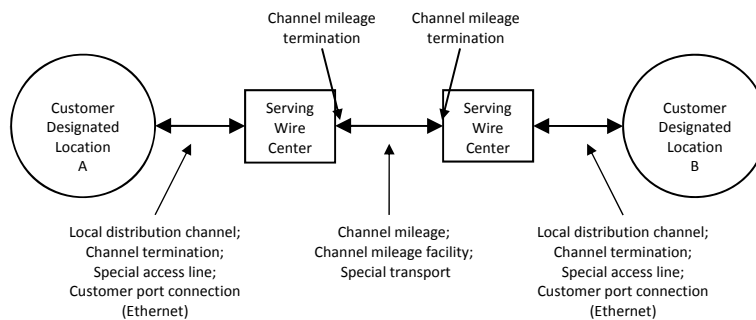 Channel mileage
termination
Channel mileage
termination
Customer
Designated
Location
A
Serving
Wire
Center
Serving
Wire
Center
Customer
Designated
Location
B
Local distribution channel;
Channel termination;
Special access line;
Customer port connection
(Ethernet)
Channel mileage;
Channel mileage facility;
Special transport
Local distribution channel;
Channel termination;
Special access line;
Customer port connection
(Ethernet)